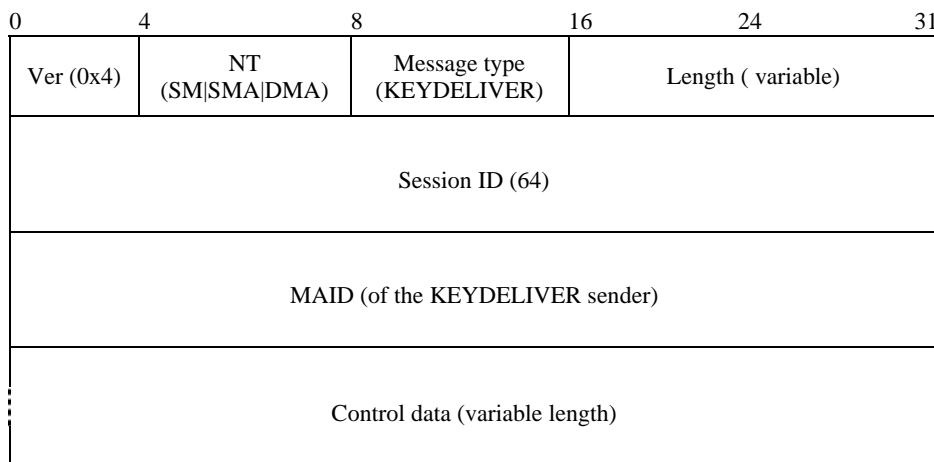 0 4 8 16 24 31
Ver (0x4) NT (SM|SMA|DMA) Message type (KEYDELIVER) Length ( variable)
Session ID (64)
MAID (of the KEYDELIVER sender)
Control data (variable length)